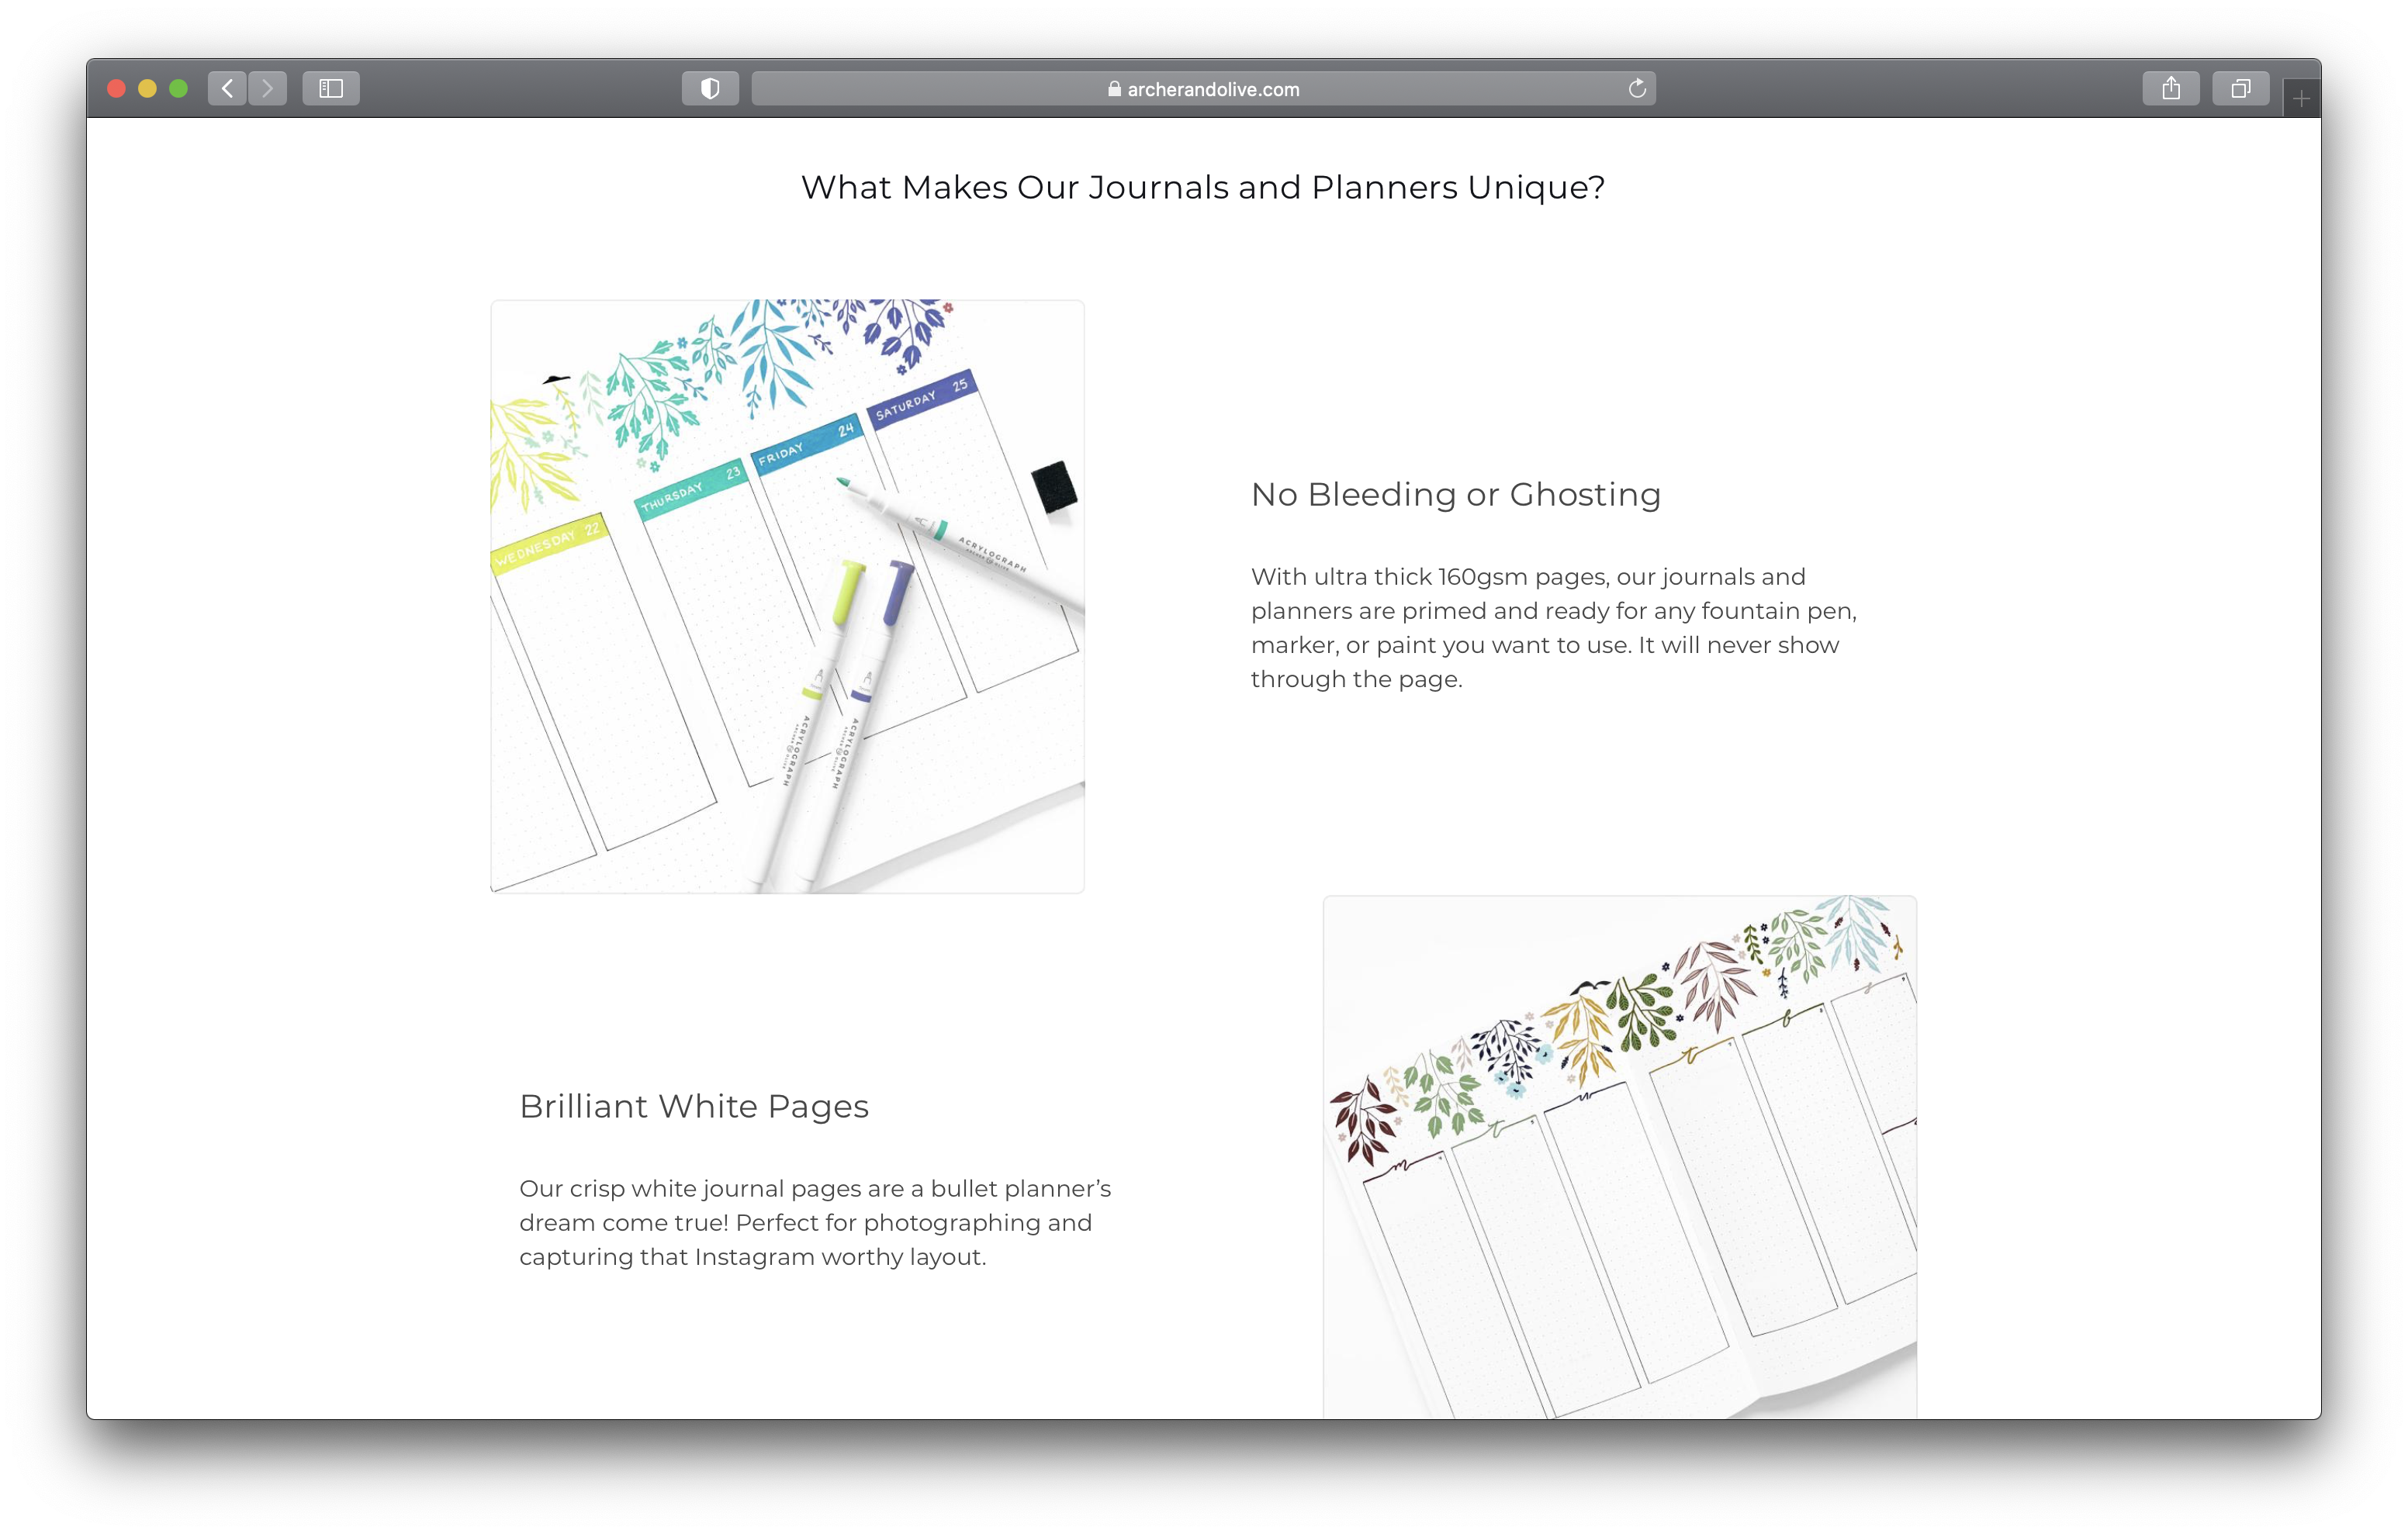 archerandolive.com
What Makes Our Journals and Planners Unique?
WEDNESDAY 22
THURSDAY 23
FRIDAY 24
SATURDAY 25
ACRYLOGRAPH
ACRYLOGRAPH
ACRYLOGRAPH
No Bleeding or Ghosting
With ultra thick 160gsm pages, our journals and
planners are primed and ready for any fountain pen,
marker, or paint you want to use. It will never show
through the page.
Brilliant White Pages
Our crisp white journal pages are a bullet planner’s
dream come true! Perfect for photographing and
capturing that Instagram worthy layout.
m
t
w
t
f
s